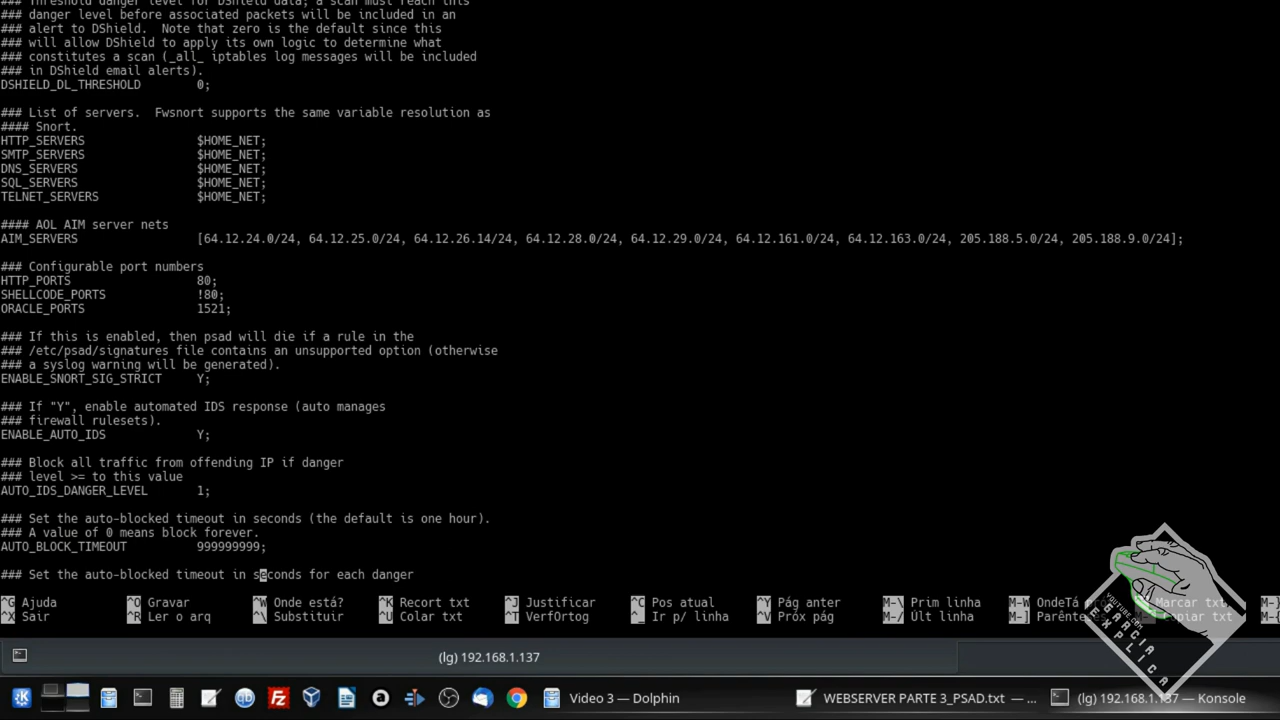 ### Threshold danger level for DShield data; a scan must reach this
### danger level before associated packets will be included in an
### alert to DShield.  Note that zero is the default since this
### will allow DShield to apply its own logic to determine what
### constitutes a scan (_all_ iptables log messages will be included
### in DShield email alerts).
DSHIELD_DL_THRESHOLD        0;
### List of servers.  Fwsnort supports the same variable resolution as
#### Snort.
HTTP_SERVERS                $HOME_NET;
SMTP_SERVERS                $HOME_NET;
DNS_SERVERS                 $HOME_NET;
SQL_SERVERS                 $HOME_NET;
TELNET_SERVERS              $HOME_NET;
#### AOL AIM server nets
AIM_SERVERS                 [64.12.24.0/24, 64.12.25.0/24, 64.12.26.14/24, 64.12.28.0/24, 64.12.29.0/24, 64.12.161.0/24, 64.12.163.0/24, 205.188.5.0/24, 205.188.9.0/24];
### Configurable port numbers
HTTP_PORTS                  80;
SHELLCODE_PORTS             !80;
ORACLE_PORTS                1521;
### If this is enabled, then psad will die if a rule in the
### /etc/psad/signatures file contains an unsupported option (otherwise
### a syslog warning will be generated).
ENABLE_SNORT_SIG_STRICT     Y;
### If "Y", enable automated IDS response (auto manages
### firewall rulesets).
ENABLE_AUTO_IDS             Y;
### Block all traffic from offending IP if danger
### level >= to this value
AUTO_IDS_DANGER_LEVEL       1;
### Set the auto-blocked timeout in seconds (the default is one hour).
### A value of 0 means block forever.
AUTO_BLOCK_TIMEOUT          999999999;
### Set the auto-blocked timeout in seconds for each danger
^G Ajuda ^O Gravar ^W Onde está? ^K Recort txt ^J Justificar ^C Pos atual ^Y Pág anter M-\ Prim linha M-W OndeTá Marcar txt
^X Sair ^R Ler o arq ^\ Substituir ^U Colar txt ^T VerfOrtog ^_ Ir p/ linha ^V Próx pág M-/ Últ linha M-] Parêntes opiar txt
YOUTUBE.COM
GARCIA
EXPLICA
(lg) 192.168.1.137
Video 3 — Dolphin
WEBSERVER PARTE 3_PSAD.txt — ...
(lg) 192.168.1.137 — Konsole